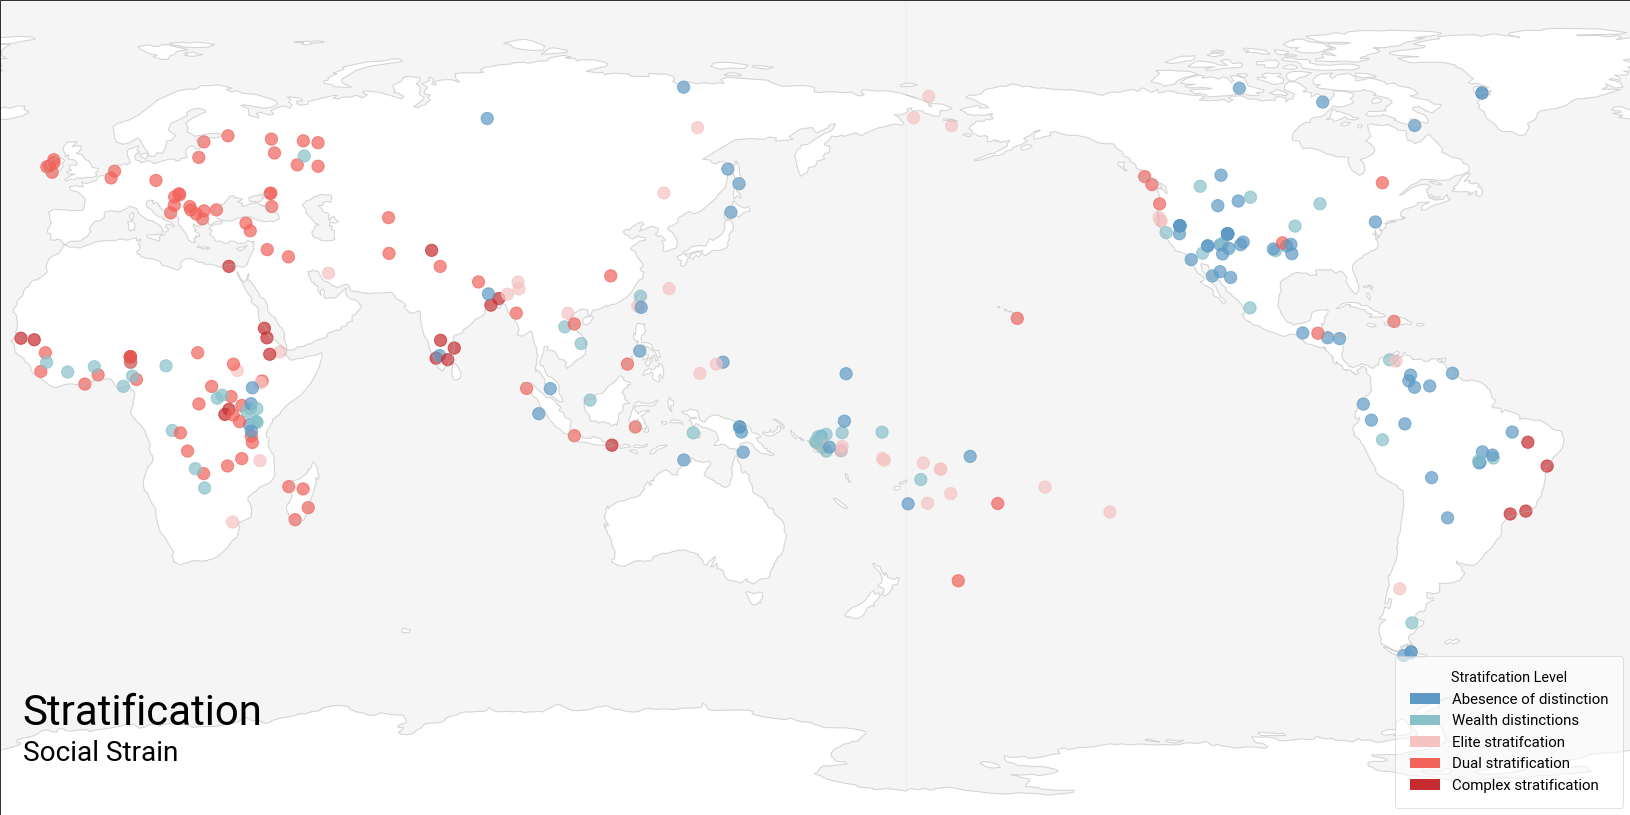 Stratification
Social Strain
Stratifcation Level
Abesence of distinction
Wealth distinctions
Elite stratifcation
Dual stratification
Complex stratification